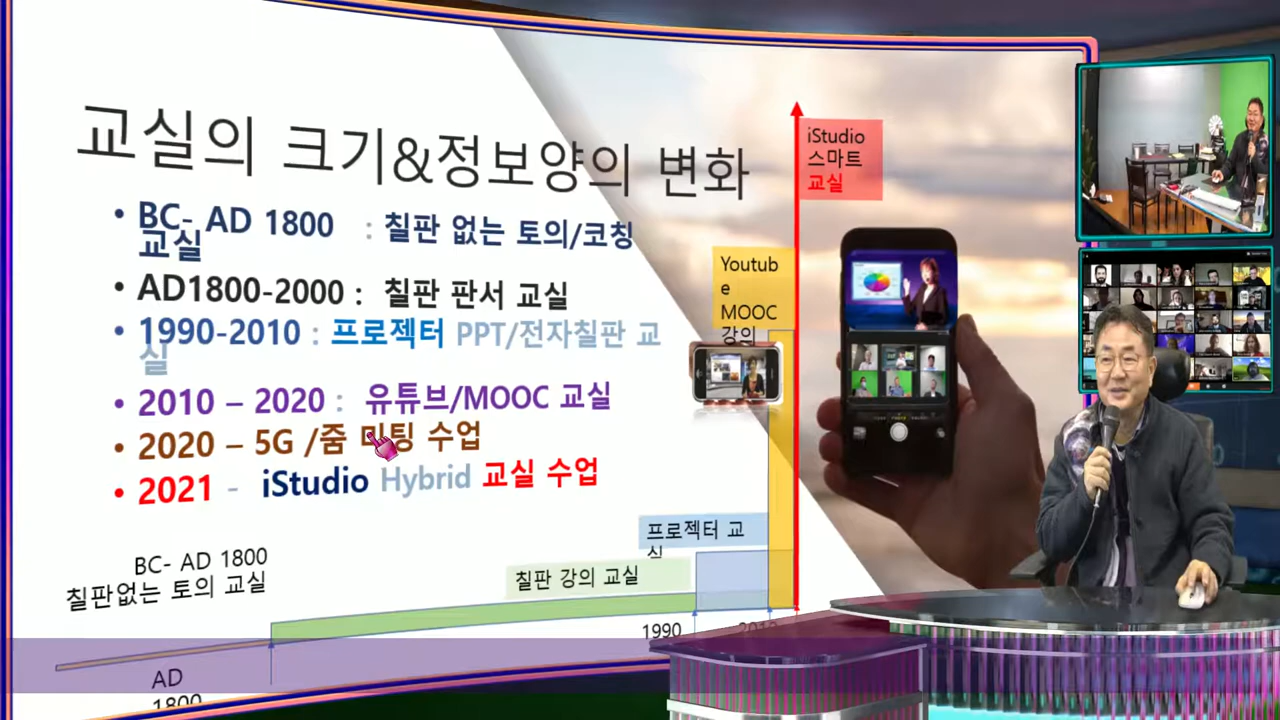 교실의 크기&정보양의 변화
• BC- AD 1800 : 칠판 없는 토의/코칭
교실
• AD1800-2000 : 칠판 판서 교실
• 1990-2010 : 프로젝터 PPT/전자칠판 교
실
• 2010 – 2020 : 유튜브/MOOC 교실
• 2020 – 5G /줌 미팅 수업
• 2021 - iStudio Hybrid 교실 수업
iStudio
스마트
교실
Youtub
e
MOOC
강의
프로젝터 교
실
칠판 강의 교실
BC- AD 1800
칠판없는 토의 교실
1990
2010
AD
1800